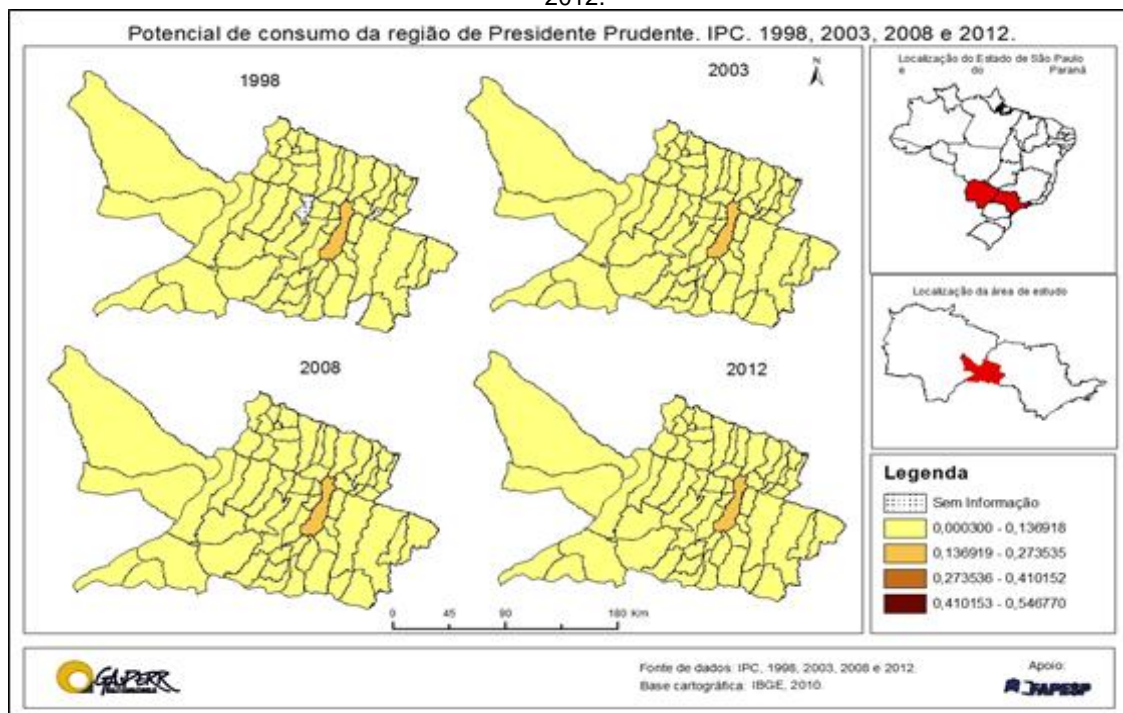 2012.
Potencial de consumo da região de Presidente Prudente. IPC. 1998, 2003, 2008 e 2012.
1998
2003
N
2008
2012
0 45 90 180 Km
Localização do Estado de São Paulo
e do Paraná
Localização da área de estudo
Legenda
Sem Informação
0,000300 - 0,136918
0,136919 - 0,273535
0,273536 - 0,410152
0,410153 - 0,546770
GAsPERR
Fonte de dados: IPC, 1998, 2003, 2008 e 2012.
Base cartográfica: IBGE, 2010.
Apoio:
FAPESP